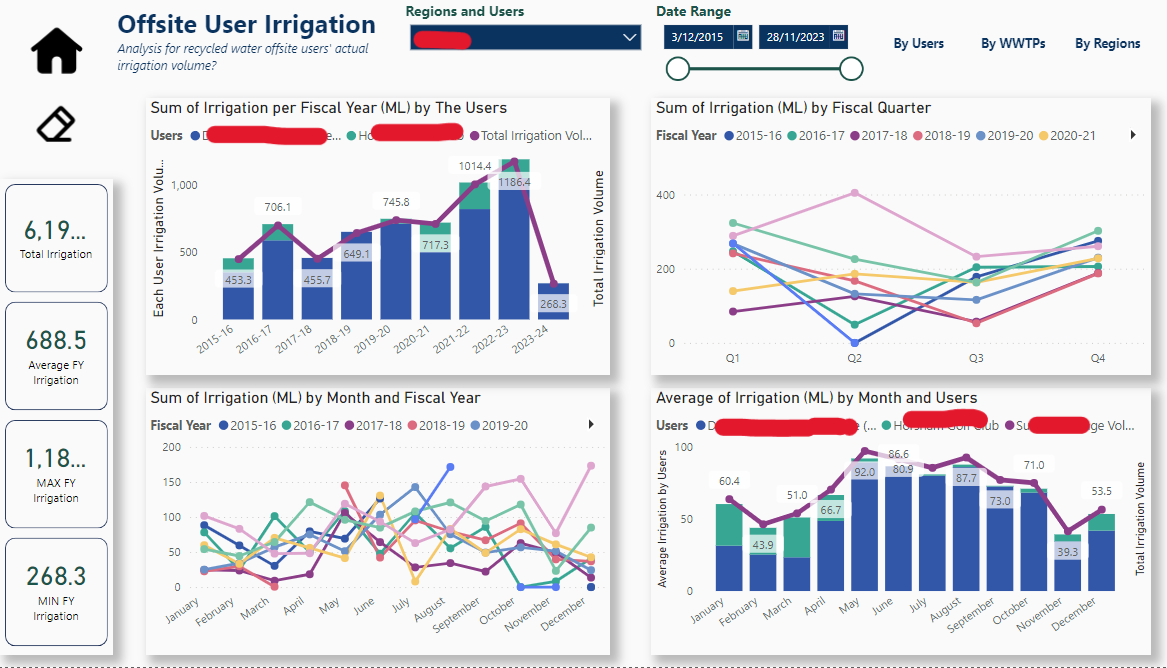 Offsite User Irrigation
Analysis for recycled water offsite users' actual
irrigation volume?
Regions and Users
Date Range
3/12/2015
28/11/2023
By Users
By WWTPs
By Regions
6,19...
Total Irrigation
688.5
Average FY
Irrigation
1,18...
MAX FY
Irrigation
268.3
MIN FY
Irrigation
Sum of Irrigation per Fiscal Year (ML) by The Users
Users D e... Ho Total Irrigation Vol...
Each User Irrigation Volu...
Total Irrigation Volume
1,000
500
0
453.3
706.1
455.7
649.1
745.8
717.3
1014.4
1186.4
268.3
2015-16
2016-17
2017-18
2018-19
2019-20
2020-21
2021-22
2022-23
2023-24
Sum of Irrigation (ML) by Fiscal Quarter
Fiscal Year 2015-16 2016-17 2017-18 2018-19 2019-20 2020-21
400
200
0
Q1 Q2 Q3 Q4
Sum of Irrigation (ML) by Month and Fiscal Year
Fiscal Year 2015-16 2016-17 2017-18 2018-19 2019-20
200
150
100
50
0
January
February
March
April
May
June
July
August
September
October
November
December
Average of Irrigation (ML) by Month and Users
Users D (... Club Su ge Vol...
Average Irrigation by Users
Total Irrigation Volume
100
50
0
60.4
43.9
51.0
66.7
92.0
86.6
80.9
87.7
73.0
71.0
39.3
53.5
January
February
March
April
May
June
July
August
September
October
November
December